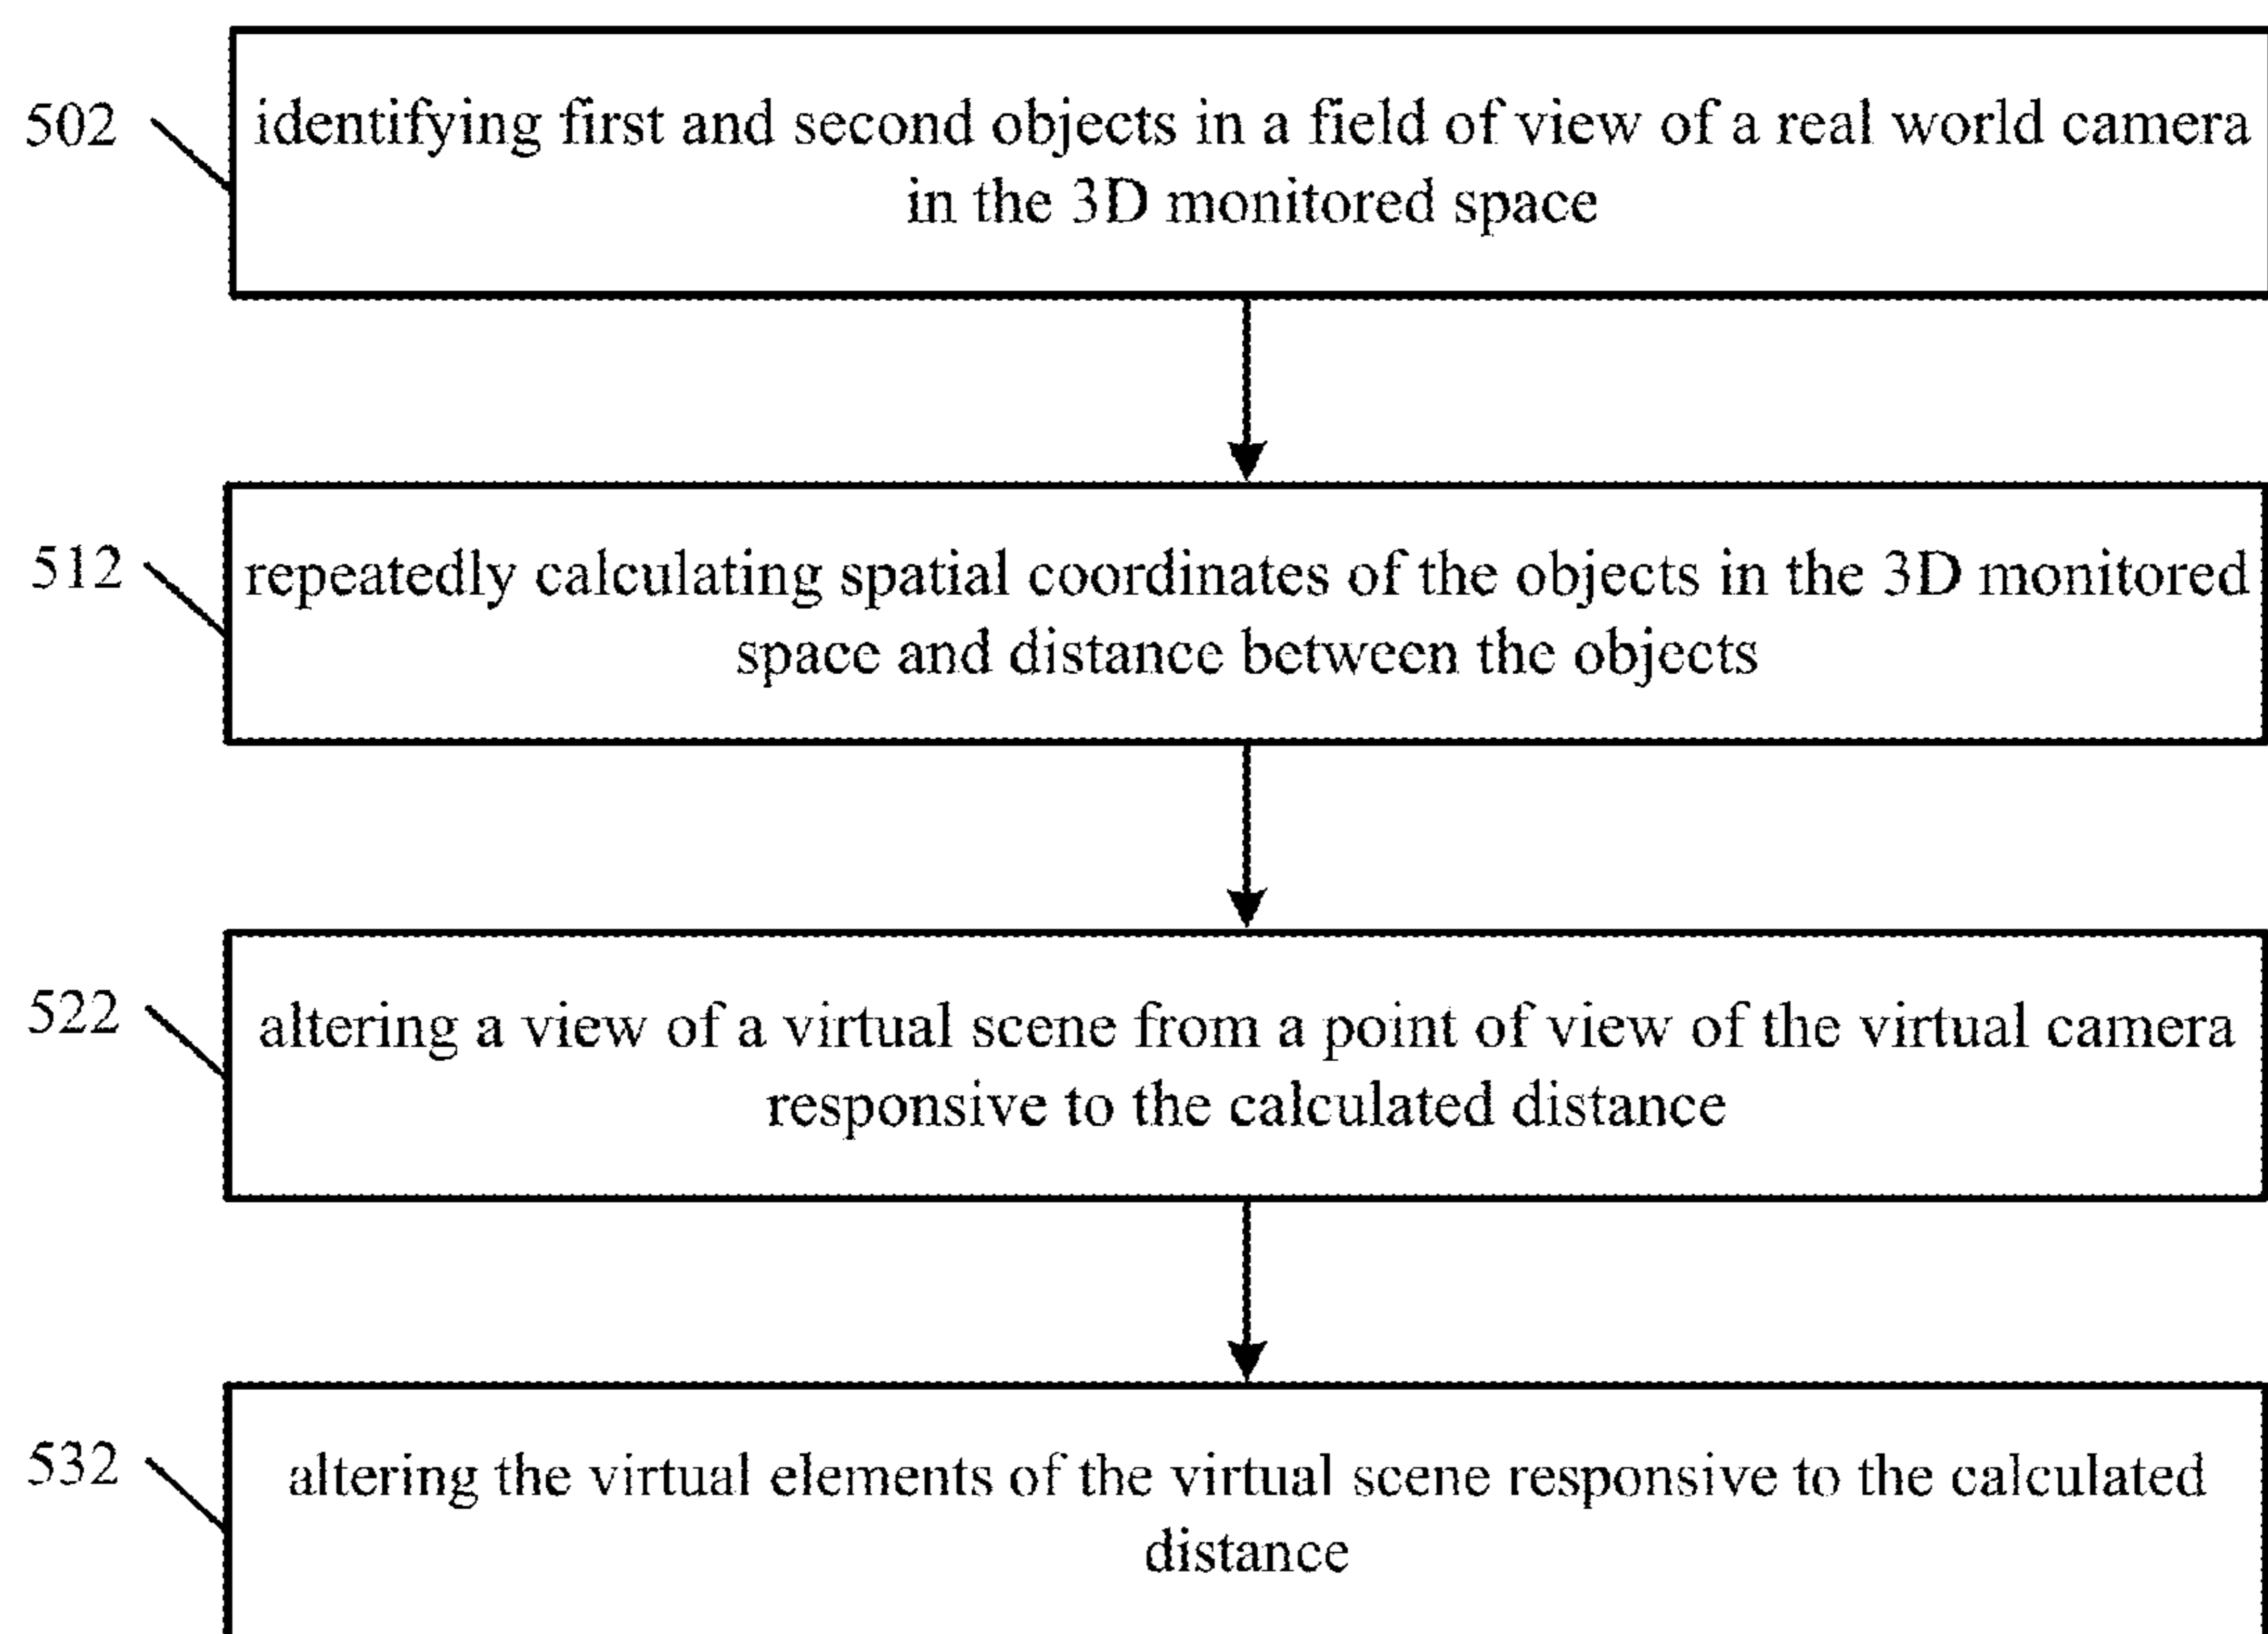 502
identifying first and second objects in a field of view of a real world camera
in the 3D monitored space
512
repeatedly calculating spatial coordinates of the objects in the 3D monitored
space and distance between the objects
522
altering a view of a virtual scene from a point of view of the virtual camera
responsive to the calculated distance
532
altering the virtual elements of the virtual scene responsive to the calculated
distance